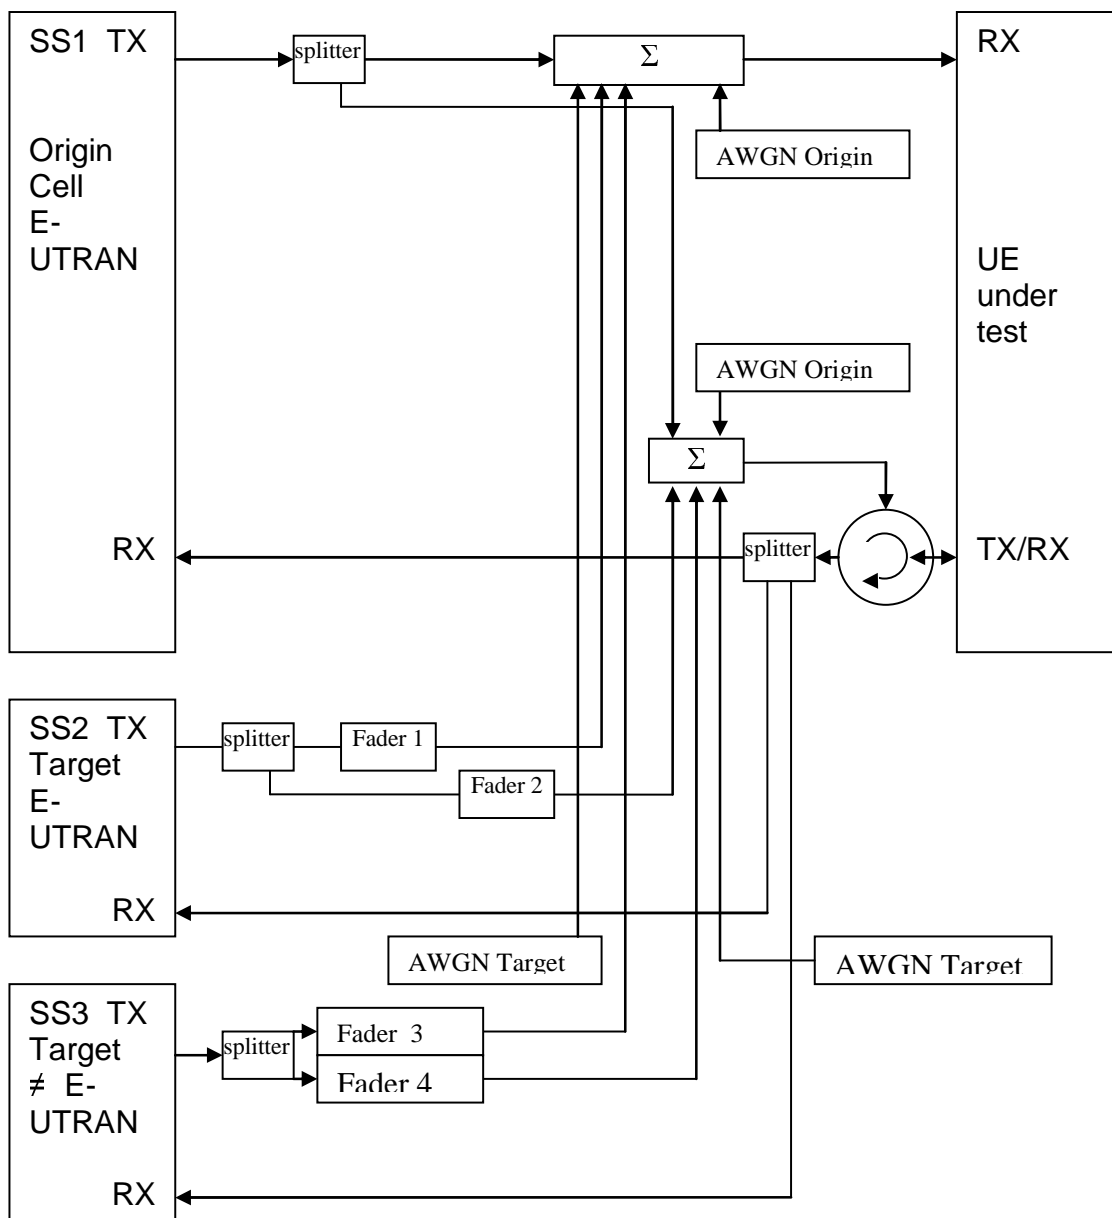 SS1 TX
Origin
Cell
E-
UTRAN
RX
splitter
Σ
AWGN Origin
RX
UE
under
test
TX/RX
AWGN Origin
Σ
splitter
SS2 TX
Target
E-
UTRAN
RX
splitter
Fader 1
Fader 2
AWGN Target
AWGN Target
SS3 TX
Target
≠ E-
UTRAN
RX
splitter
Fader 3
Fader 4